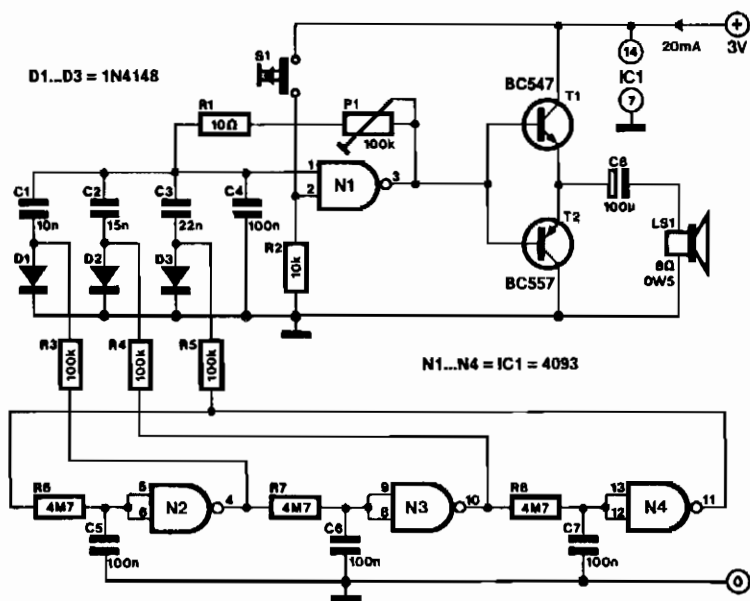 D1...D3 = 1N4148
S1
R1
10Ω
P1
100k
BC547
T1
14
IC1
7
20mA
+
3V
C1
10n
C2
15n
C3
22n
C4
100n
1
2
N1
3
R2
10k
T2
BC557
C8
100µ
LS1
8Ω
0W5
D1
D2
D3
R3
100k
R4
100k
R5
100k
N1...N4 = IC1 = 4093
R6
4M7
5
6
N2
4
C5
100n
R7
4M7
9
8
N3
10
C6
100n
R8
4M7
13
12
N4
11
C7
100n
0